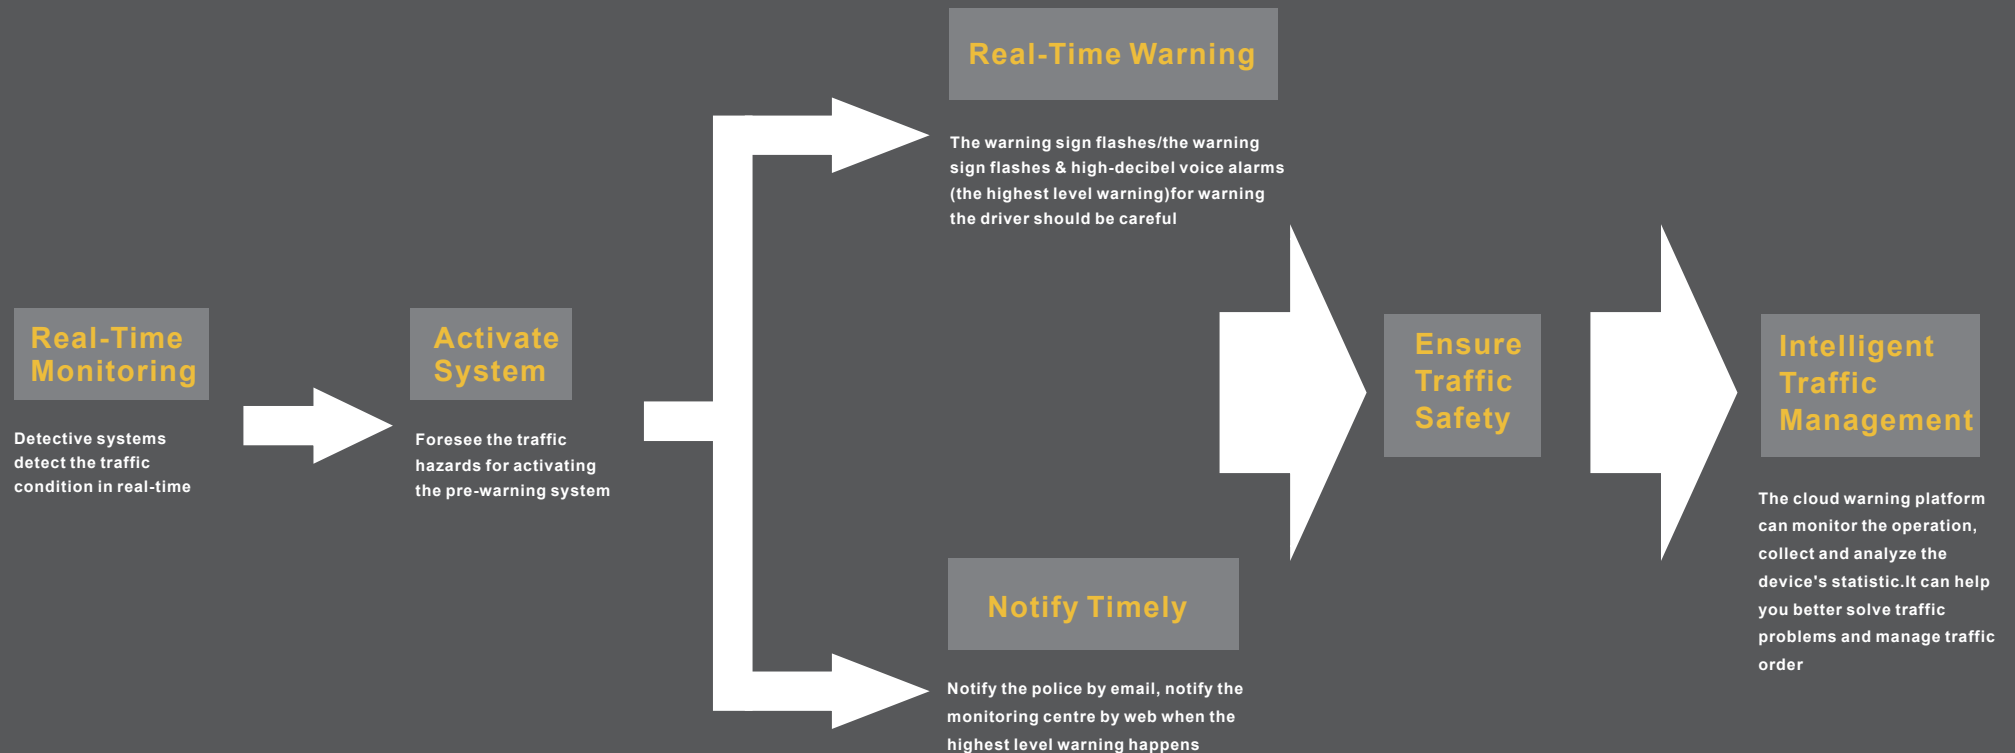 Real-Time
Monitoring
Detective systems
detect the traffic
condition in real-time
Activate
System
Foresee the traffic
hazards for activating
the pre-warning system
Real-Time Warning
The warning sign flashes/the warning
sign flashes & high-decibel voice alarms
(the highest level warning)for warning
the driver should be careful
Notify Timely
Notify the police by email, notify the
monitoring centre by web when the
highest level warning happens
Ensure
Traffic
Safety
Intelligent
Traffic
Management
The cloud warning platform
can monitor the operation,
collect and analyze the
device's statistic.It can help
you better solve traffic
problems and manage traffic
order